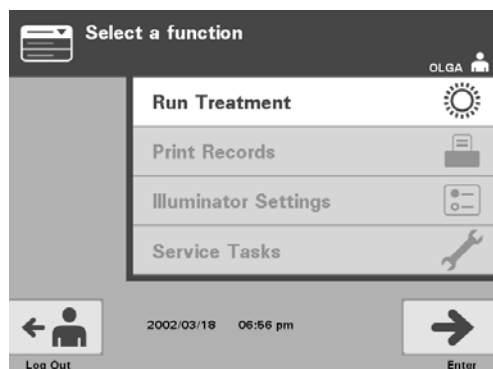 Select a function
OLGA
Run Treatment
Print Records
Illuminator Settings
Service Tasks
2002/03/18 06:56 pm
Log Out
Enter